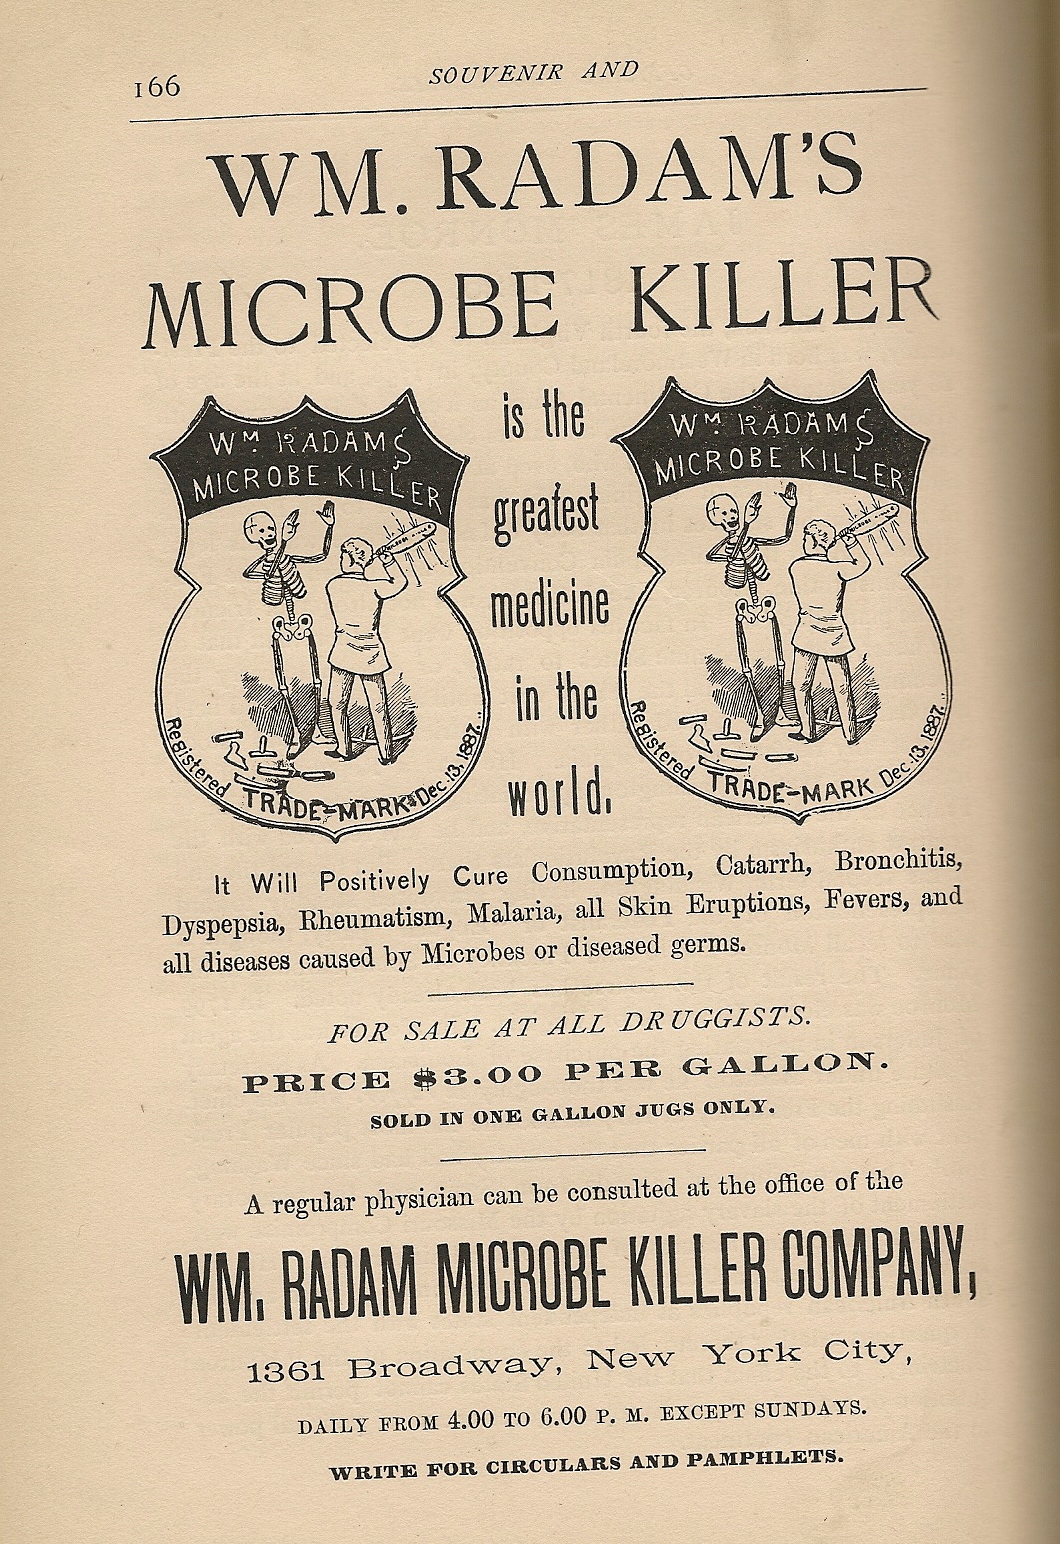 166
SOUVENIR AND
WM. RADAM'S
MICROBE KILLER
WM. RADAM'S
MICROBE KILLER
MICROBE
Registered TRADE-MARK Dec. 13. 1887.
is the
greatest
medicine
in the
world.
WM. RADAM'S
MICROBE KILLER
Registered TRADE-MARK Dec. 13. 1887.
It Will Positively Cure Consumption, Catarrh, Bronchitis,
Dyspepsia, Rheumatism, Malaria, all Skin Eruptions, Fevers, and
all diseases caused by Microbes or diseased germs.
FOR SALE AT ALL DRUGGISTS.
PRICE $3.00 PER GALLON.
SOLD IN ONE GALLON JUGS ONLY.
A regular physician can be consulted at the office of the
WM. RADAM MICROBE KILLER COMPANY,
1361 Broadway, New York City,
DAILY FROM 4.00 TO 6.00 P. M. EXCEPT SUNDAYS.
WRITE FOR CIRCULARS AND PAMPHLETS.